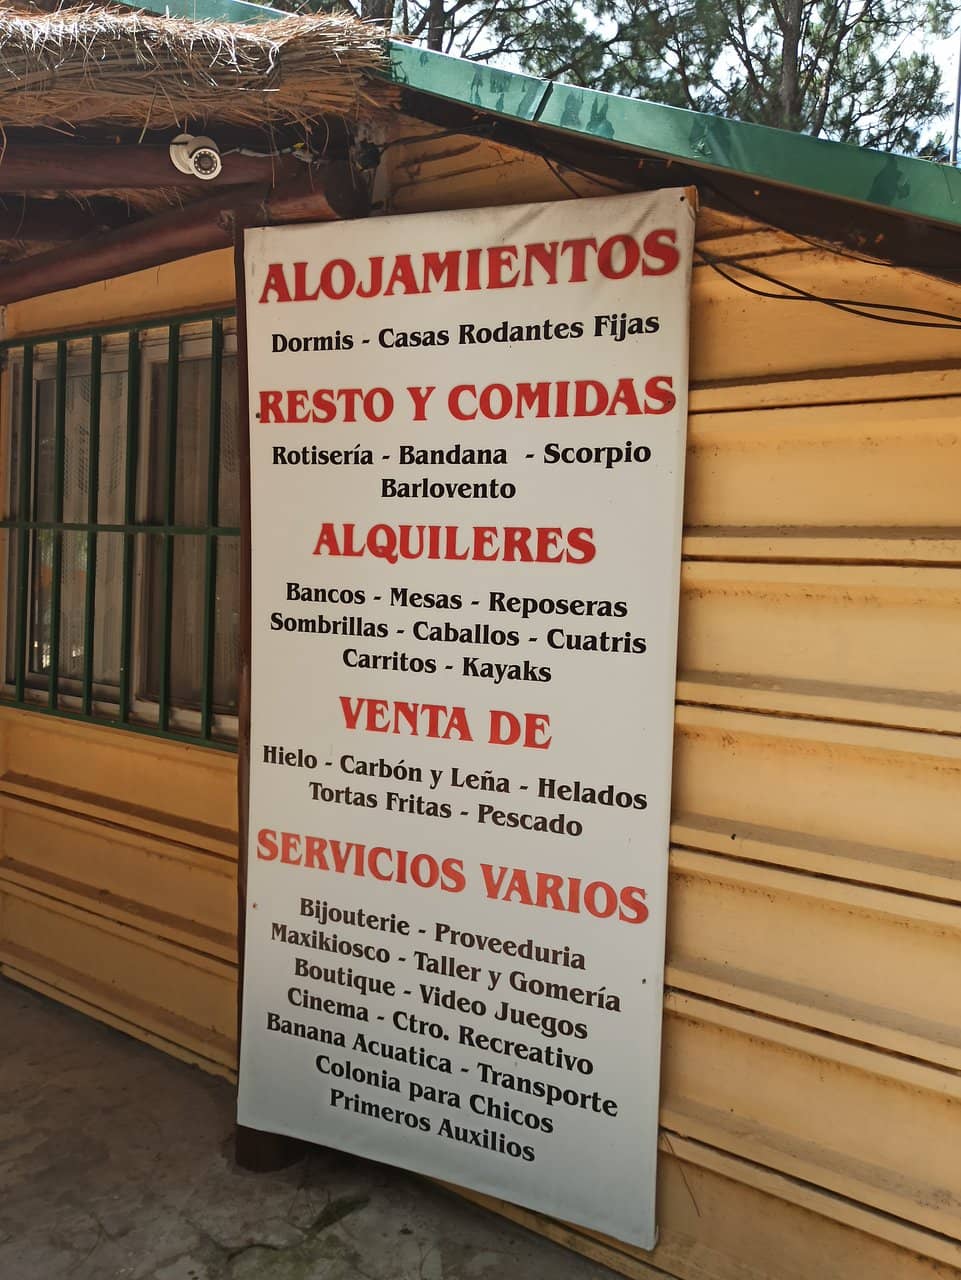 ALOJAMIENTOS
Dormis - Casas Rodantes Fijas
RESTO Y COMIDAS
Rotisería - Bandana - Scorpio
Barlovento
ALQUILERES
Bancos - Mesas - Reposeras
Sombrillas - Caballos - Cuatris
Carritos - Kayaks
VENTA DE
Hielo - Carbón y Leña - Helados
Tortas Fritas - Pescado
SERVICIOS VARIOS
Bijouterie - Proveeduria
Maxikiosco - Taller y Gomería
Boutique - Video Juegos
Cinema - Ctro. Recreativo
Banana Acuatica - Transporte
Colonia para Chicos
Primeros Auxilios